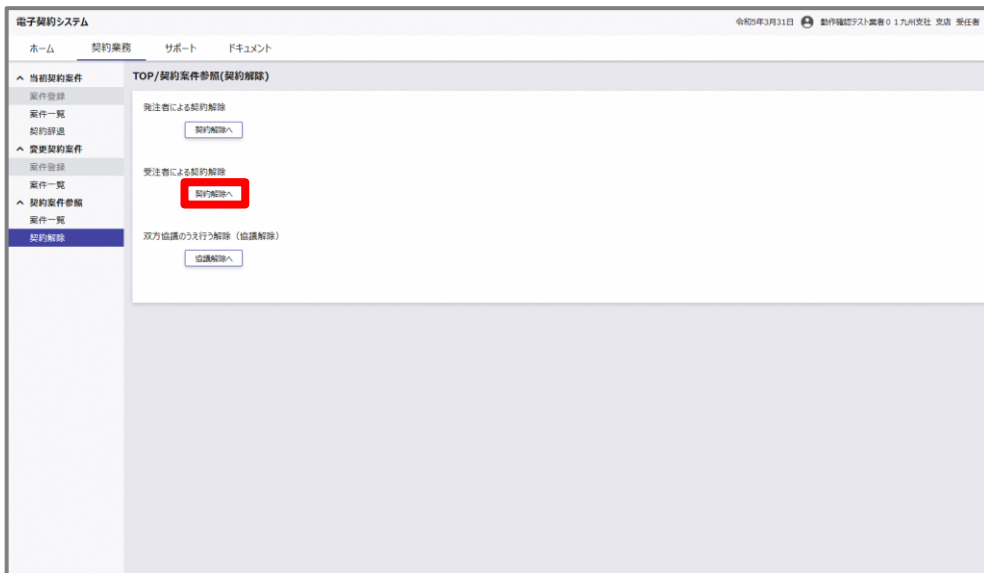 電子契約システム
令和5年3月31日 動作確認テスト業者01九州支社 支店 受任者
ホーム 契約業務 サポート ドキュメント
当初契約案件
案件登録
案件一覧
契約辞退
変更契約案件
案件登録
案件一覧
契約案件参照
案件一覧
契約解除
TOP/契約案件参照(契約解除)
発注者による契約解除
契約解除へ
受注者による契約解除
契約解除へ
双方協議のうえ行う解除（協議解除）
協議解除へ